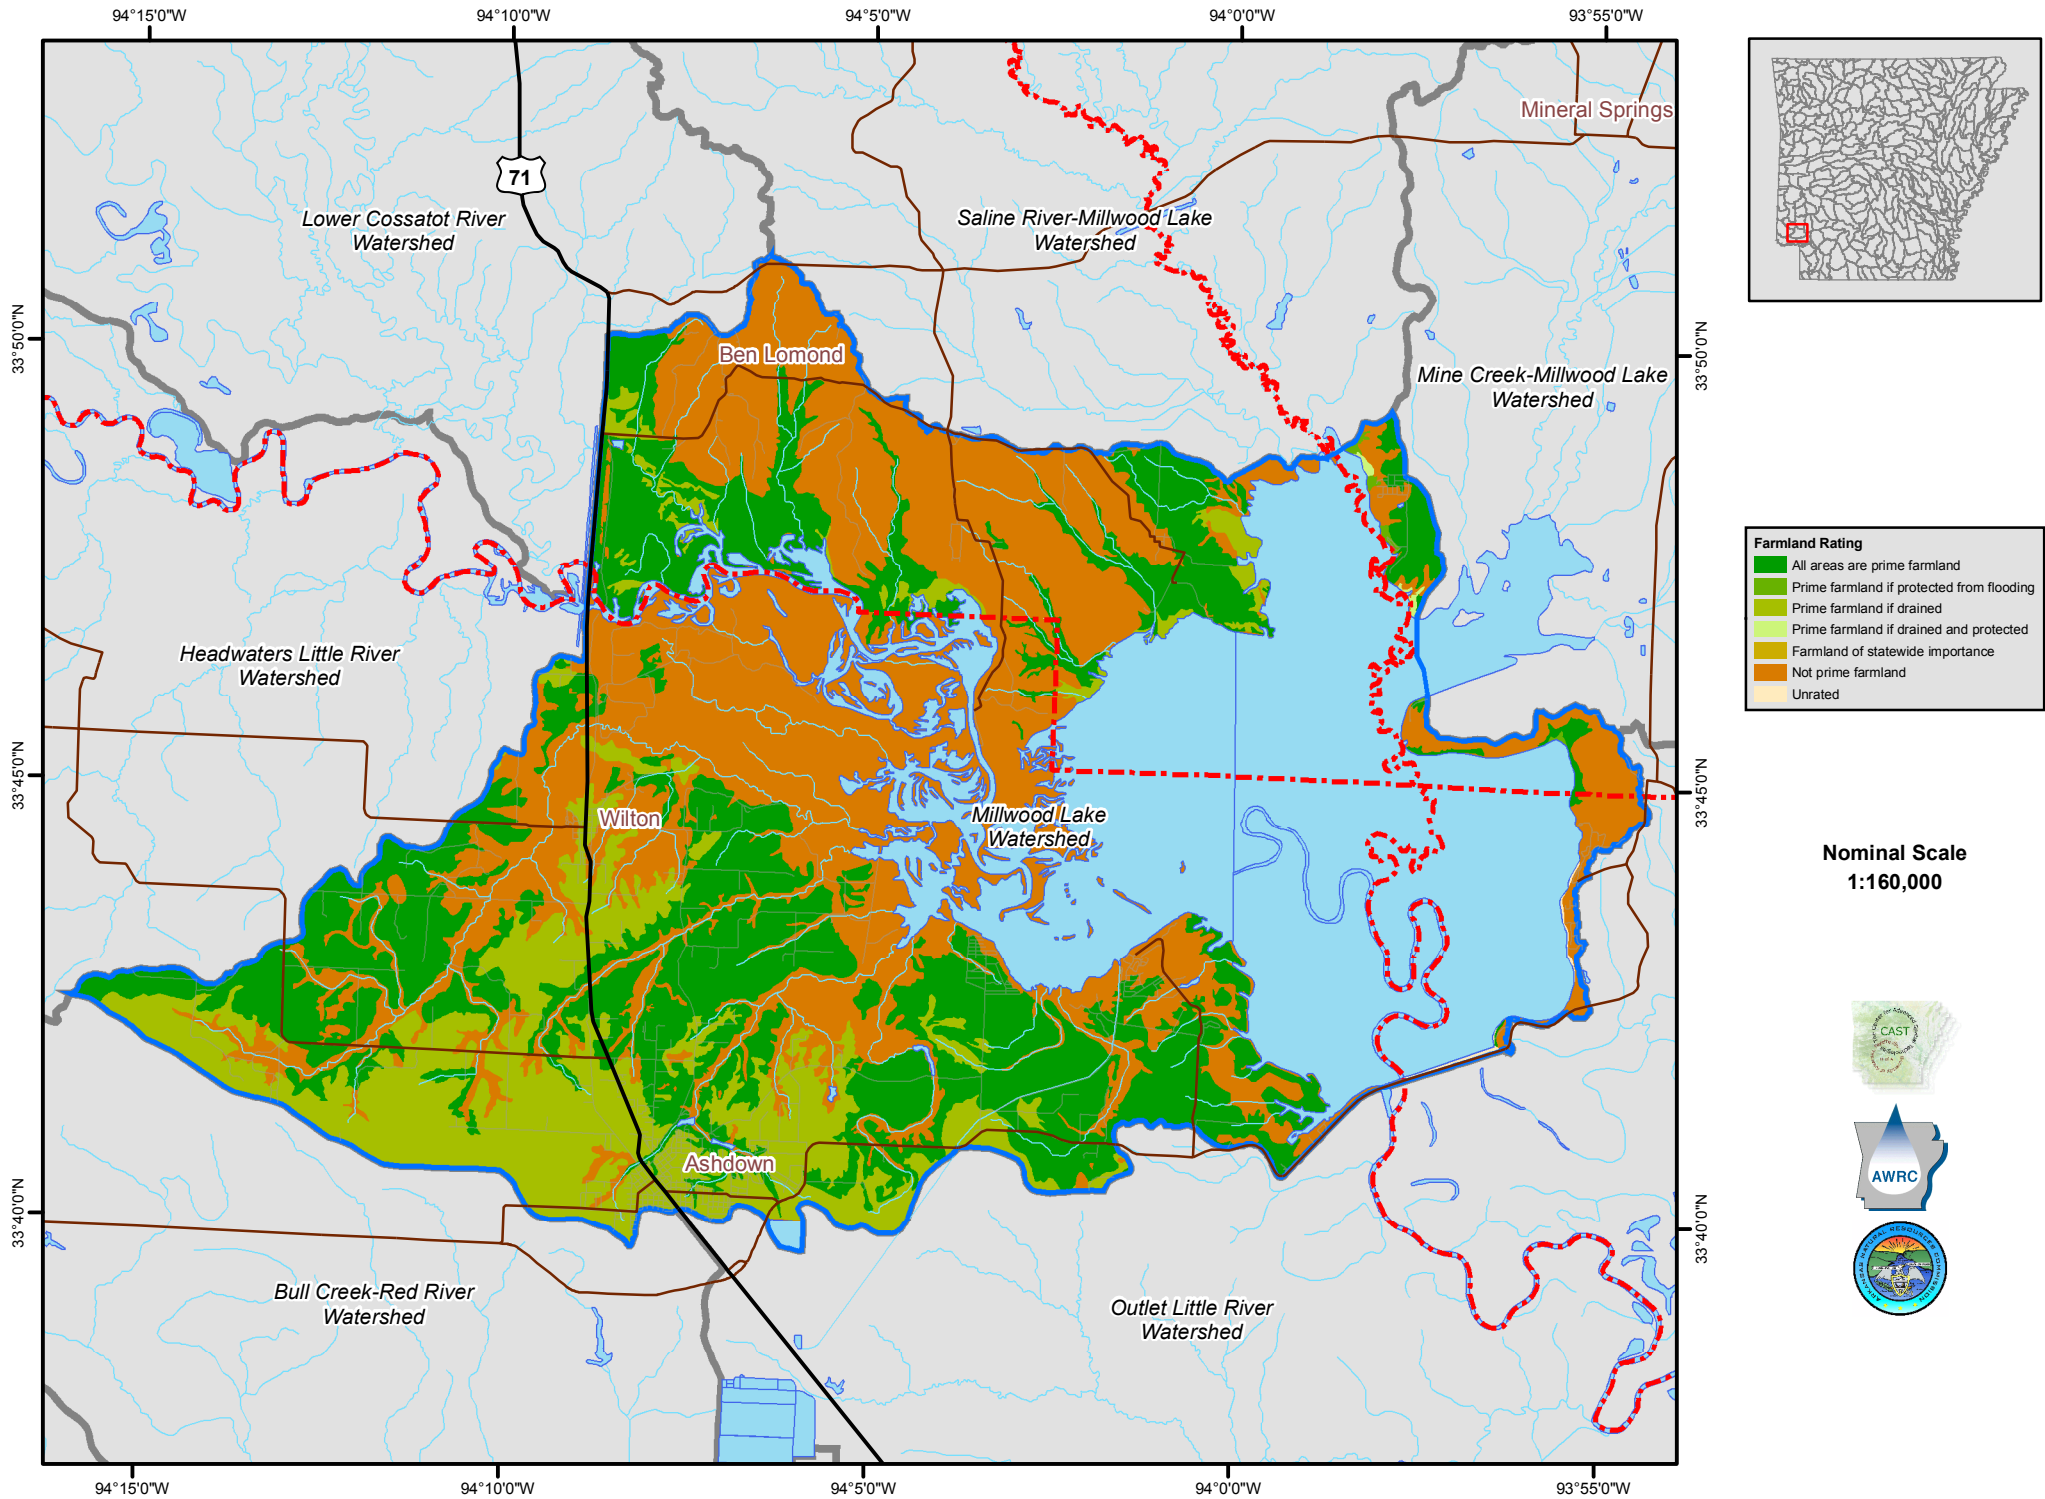 94°15'0"W
94°10'0"W
94°5'0"W
94°0'0"W
93°55'0"W
Mineral Springs
71
Lower Cossatot River
Watershed
Saline River-Millwood Lake
Watershed
33°50'0"N
33°50'0"N
Ben Lomond
Mine Creek-Millwood Lake
Watershed
Farmland Rating
All areas are prime farmland
Prime farmland if protected from flooding
Prime farmland if drained
Prime farmland if drained and protected
Farmland of statewide importance
Not prime farmland
Unrated
Headwaters Little River
Watershed
33°45'0"N
33°45'0"N
Wilton
Millwood Lake
Watershed
Nominal Scale
1:160,000
CAST
Ashdown
AWRC
33°40'0"N
33°40'0"N
ARKANSAS NATURAL RESOURCES COMMISSION
Bull Creek-Red River
Watershed
Outlet Little River
Watershed
94°15'0"W
94°10'0"W
94°5'0"W
94°0'0"W
93°55'0"W